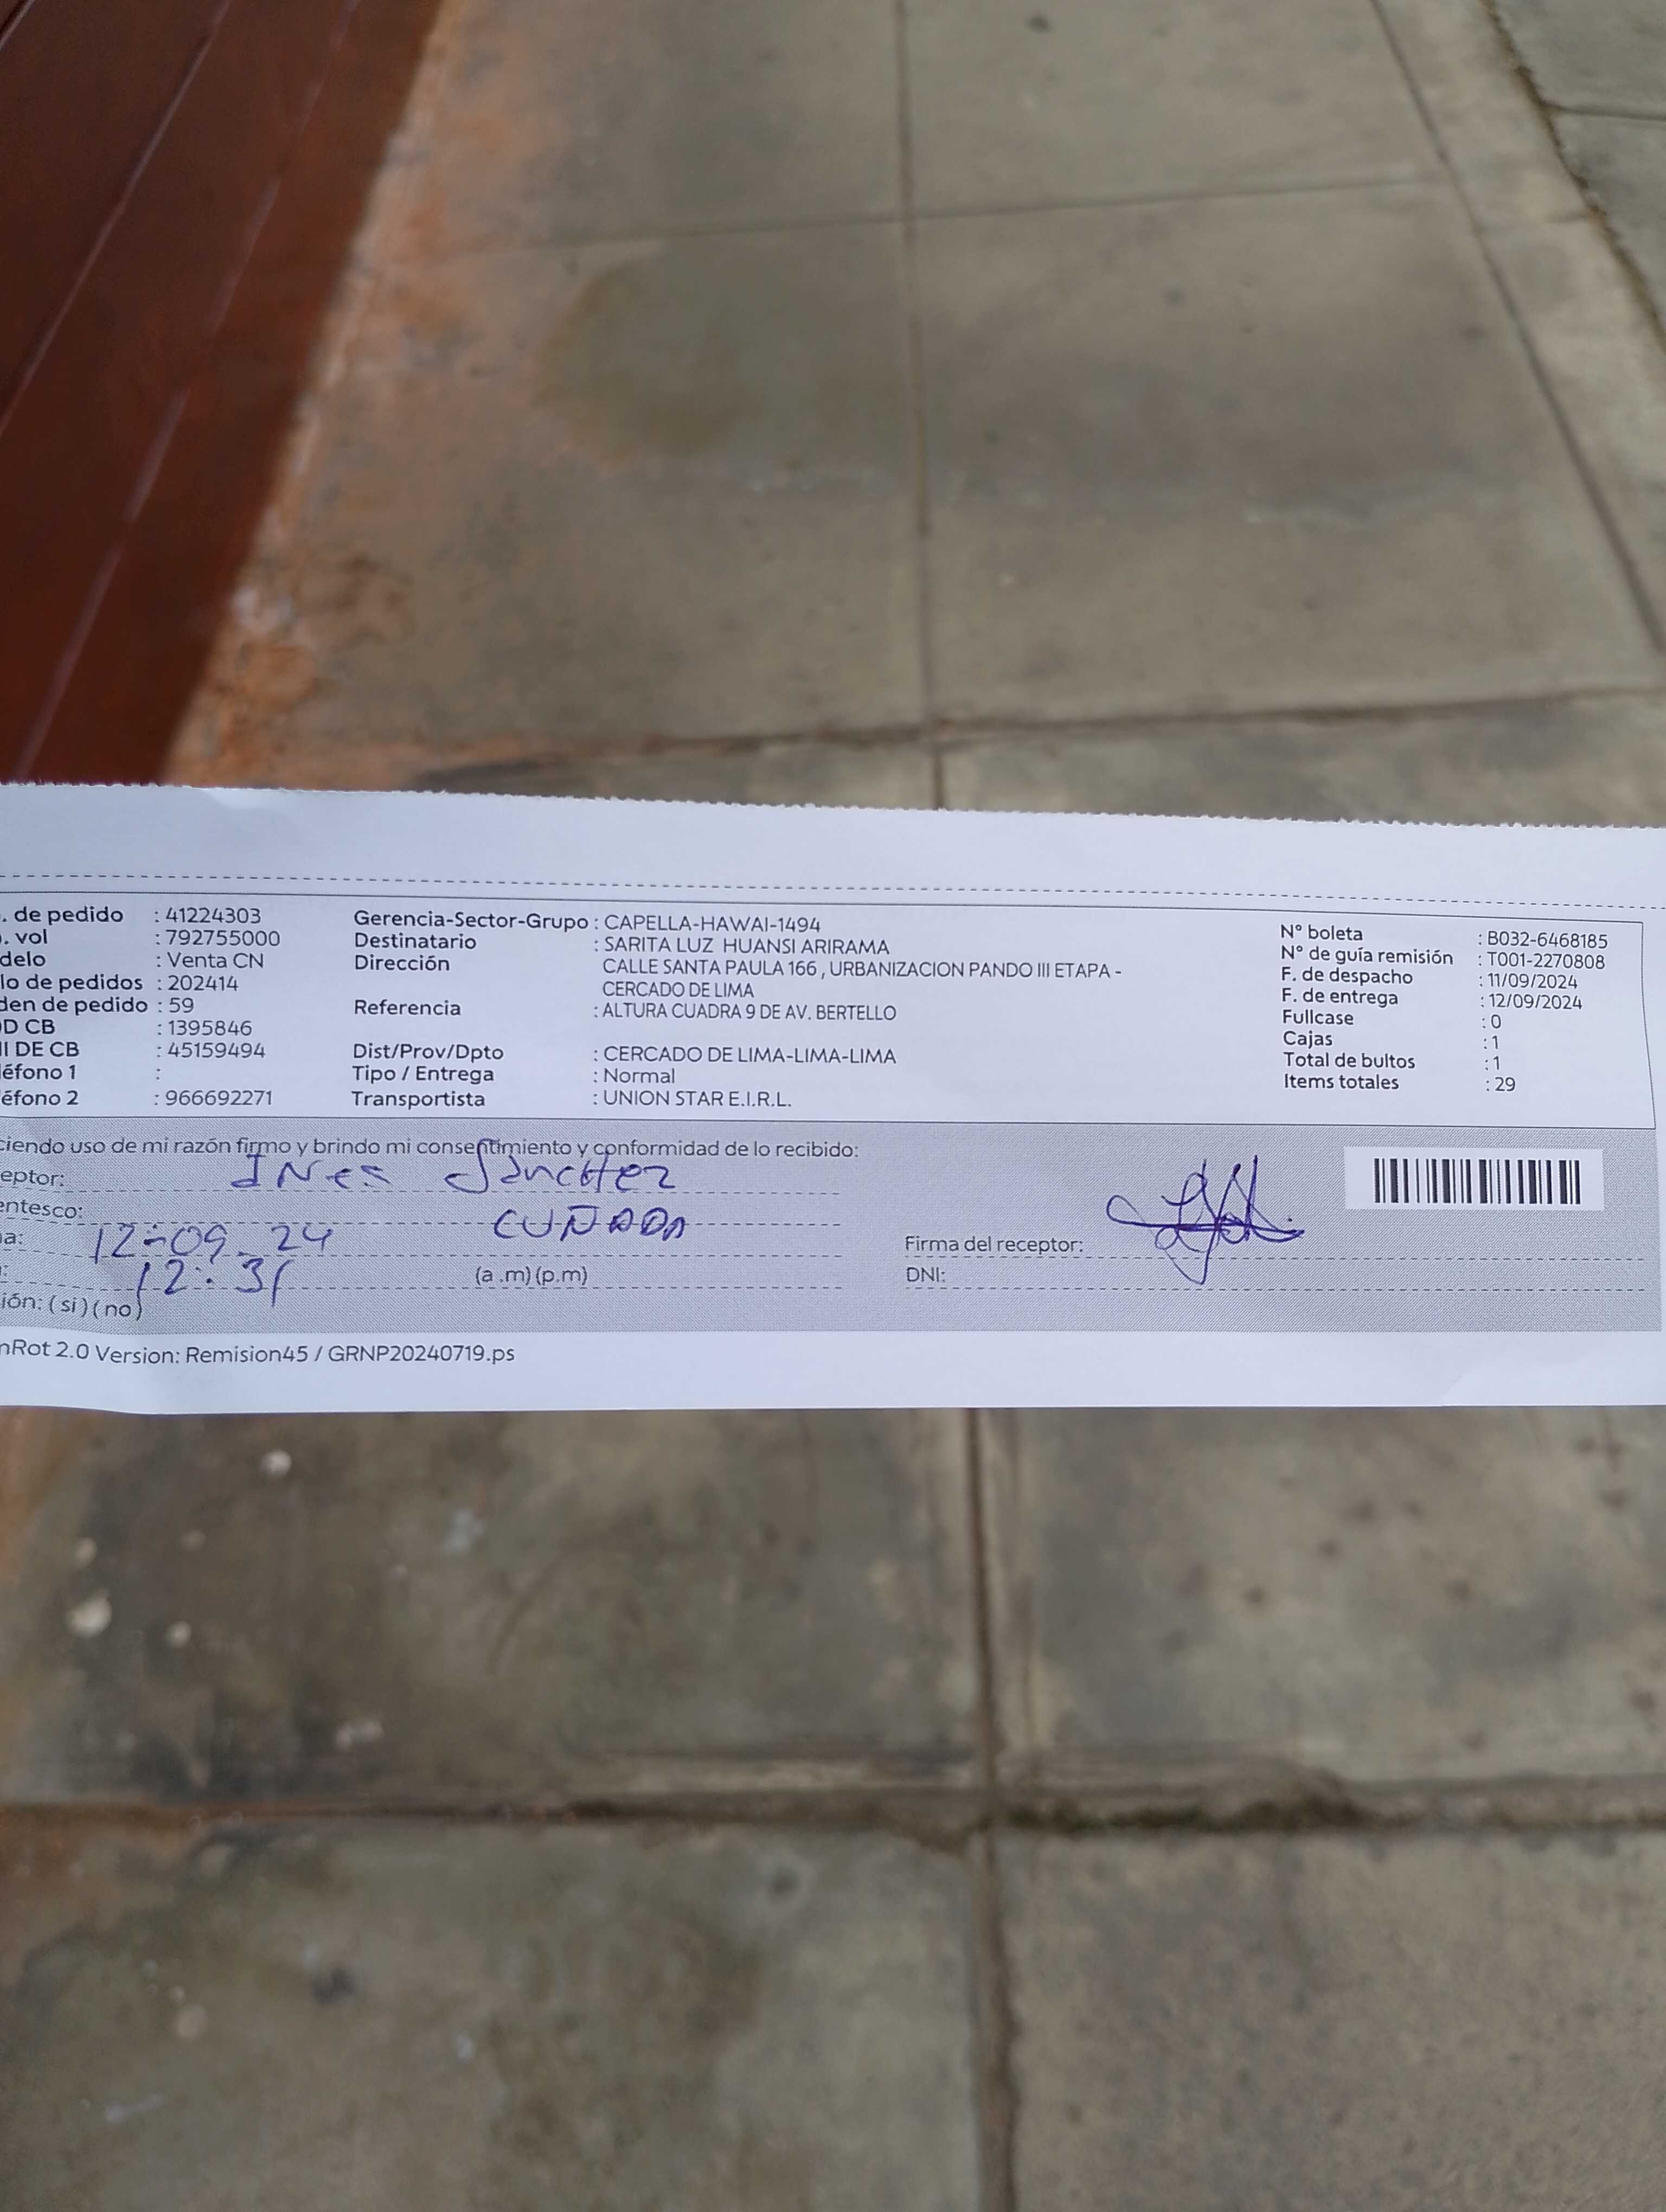 . de pedido : 41224303
. vol : 792755000
delo : Venta CN
lo de pedidos : 202414
den de pedido : 59
D CB : 1395846
I DE CB : 45159494
éfono 1 :
éfono 2 : 966692271
Gerencia-Sector-Grupo : CAPELLA-HAWAI-1494
Destinatario : SARITA LUZ HUANSI ARIRAMA
Dirección CALLE SANTA PAULA 166 , URBANIZACION PANDO III ETAPA -
CERCADO DE LIMA
Referencia : ALTURA CUADRA 9 DE AV. BERTELLO
Dist/Prov/Dpto : CERCADO DE LIMA-LIMA-LIMA
Tipo / Entrega : Normal
Transportista : UNION STAR E.I.R.L.
N° boleta : B032-6468185
N° de guía remisión : T001-2270808
F. de despacho : 11/09/2024
F. de entrega : 12/09/2024
Fullcase : 0
Cajas : 1
Total de bultos : 1
Items totales : 29
ciendo uso de mi razón firmo y brindo mi consentimiento y conformidad de lo recibido:
eptor: INes Sanchez
entesco: CUÑADA
a: 12-09-24
: 12:31 (a .m) (p.m)
ión: ( si ) ( no )
Firma del receptor:
DNI:
nRot 2.0 Version: Remision45 / GRNP20240719.ps